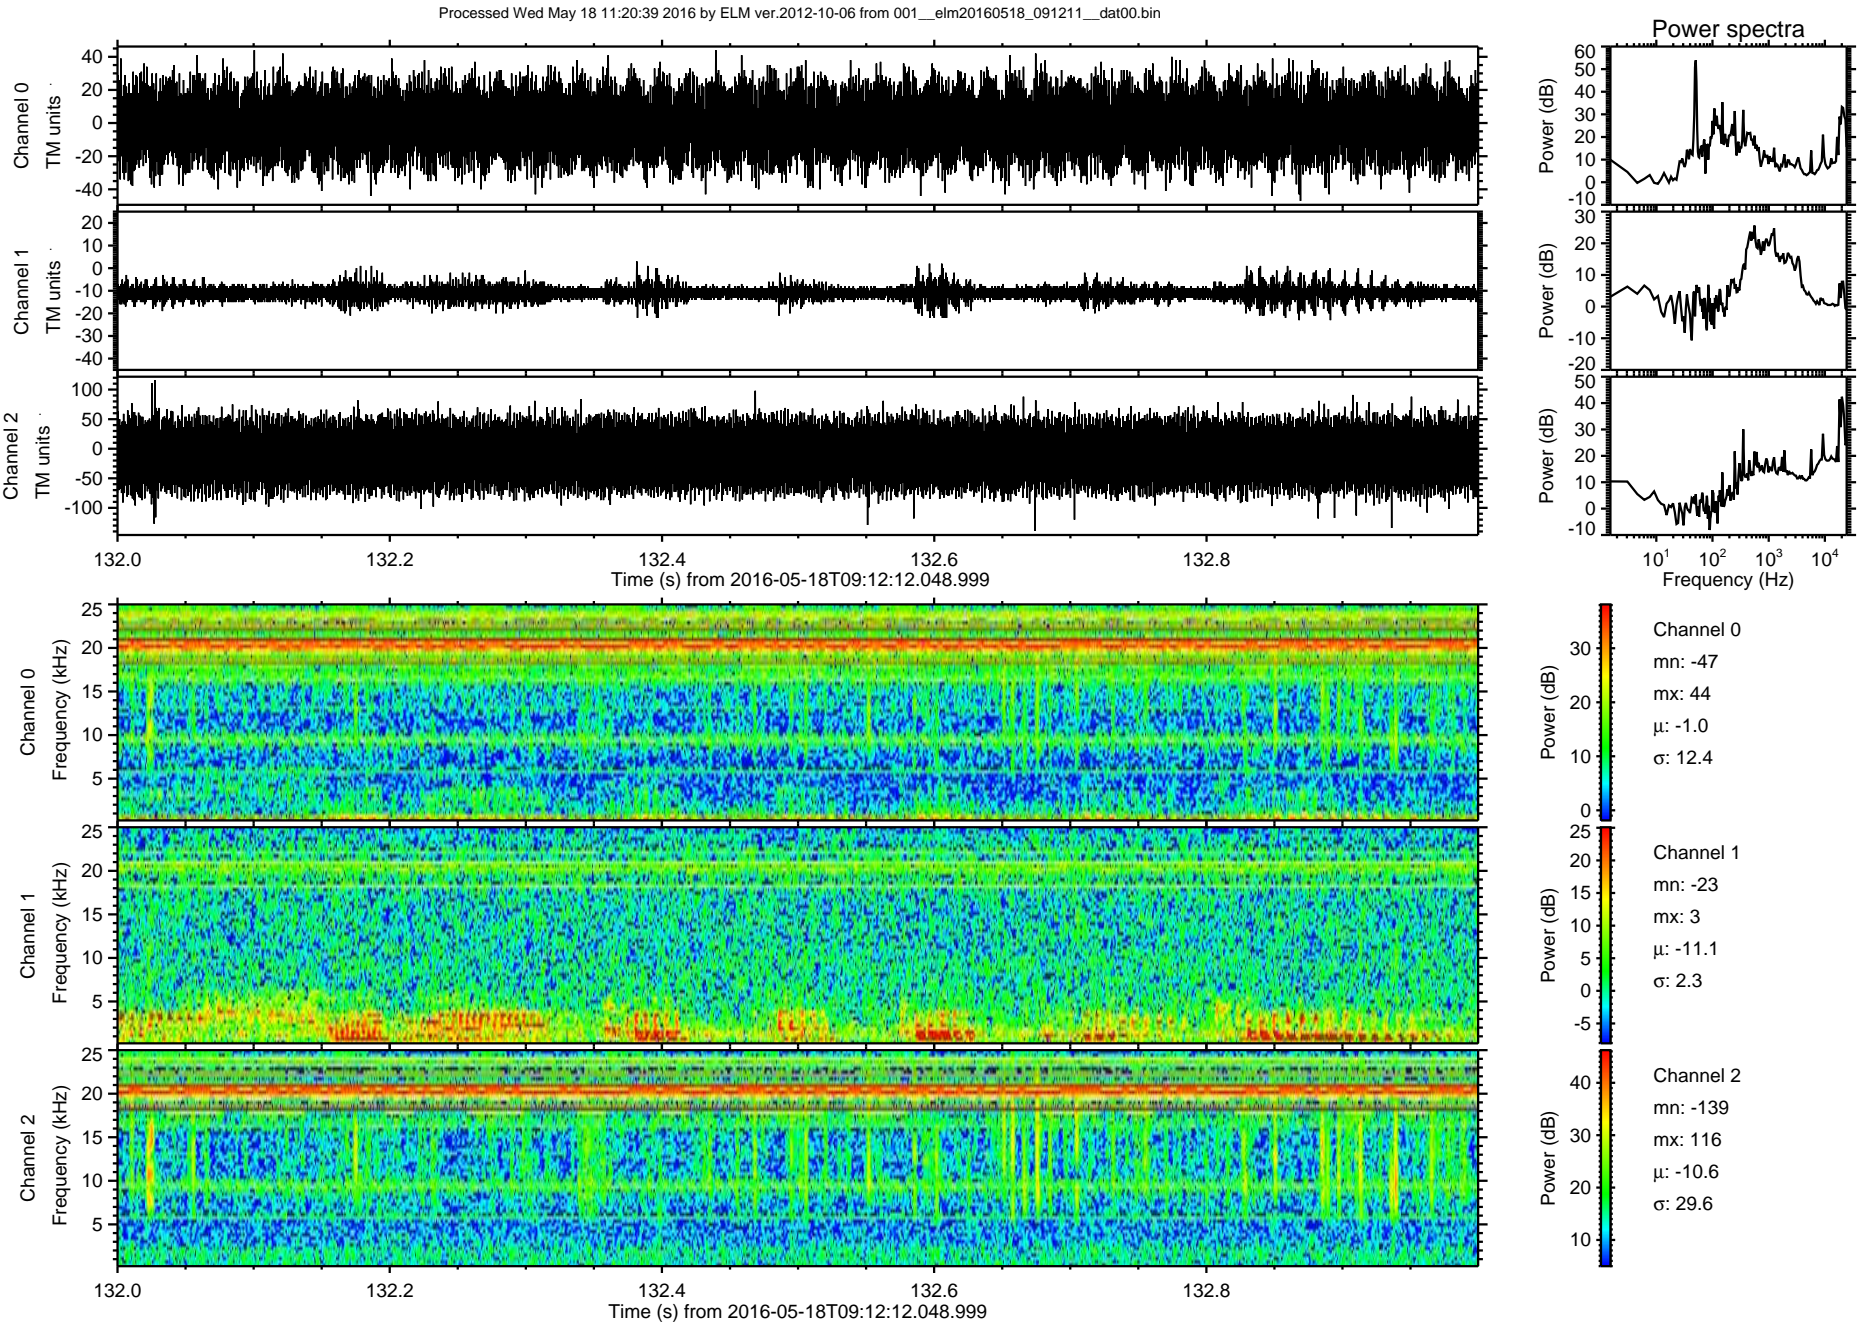 Processed Wed May 18 11:20:39 2016 by ELM ver.2012-10-06 from 001__elm20160518_091211__dat00.bin
Power spectra
Channel 0
TM units
40
20
0
-20
-40
Power (dB)
60
50
40
30
20
10
0
-10
Channel 1
TM units
20
10
0
-10
-20
-30
-40
Power (dB)
30
20
10
0
-10
-20
Channel 2
TM units
100
50
0
-50
-100
Power (dB)
50
40
30
20
10
0
-10
132.0 132.2 132.4 132.6 132.8
Time (s) from 2016-05-18T09:12:12.048.999
10¹ 10² 10³ 10⁴
Frequency (Hz)
Channel 0
Frequency (kHz)
25
20
15
10
5
Power (dB)
30
20
10
0
Channel 0
mn: -47
mx: 44
μ: -1.0
σ: 12.4
Channel 1
Frequency (kHz)
25
20
15
10
5
Power (dB)
25
20
15
10
5
0
-5
Channel 1
mn: -23
mx: 3
μ: -11.1
σ: 2.3
Channel 2
Frequency (kHz)
25
20
15
10
5
Power (dB)
40
30
20
10
Channel 2
mn: -139
mx: 116
μ: -10.6
σ: 29.6
132.0 132.2 132.4 132.6 132.8
Time (s) from 2016-05-18T09:12:12.048.999